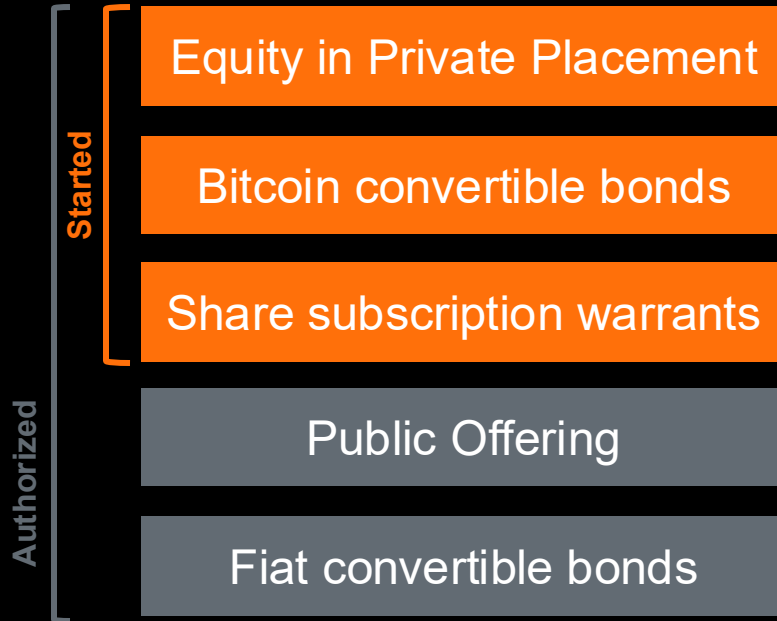 Equity in Private Placement
Started
Bitcoin convertible bonds
Share subscription warrants
Authorized
Public Offering
Fiat convertible bonds